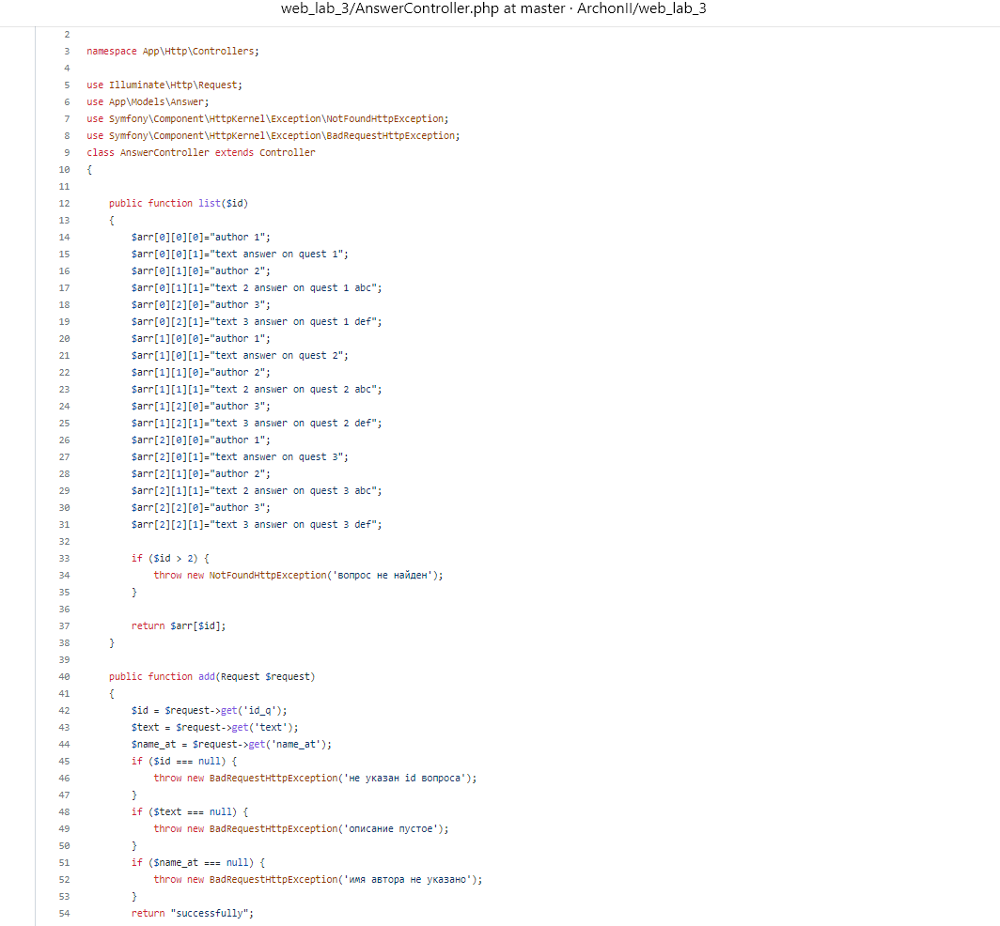 web_lab_3/AnswerController.php at master · ArchonII/web_lab_3
2
3 namespace App\Http\Controllers;
4
5 use Illuminate\Http\Request;
6 use App\Models\Answer;
7 use Symfony\Component\HttpKernel\Exception\NotFoundHttpException;
8 use Symfony\Component\HttpKernel\Exception\BadRequestHttpException;
9 class AnswerController extends Controller
10 {
11
12     public function list($id)
13     {
14         $arr[0][0][0]="author 1";
15         $arr[0][0][1]="text answer on quest 1";
16         $arr[0][1][0]="author 2";
17         $arr[0][1][1]="text 2 answer on quest 1 abc";
18         $arr[0][2][0]="author 3";
19         $arr[0][2][1]="text 3 answer on quest 1 def";
20         $arr[1][0][0]="author 1";
21         $arr[1][0][1]="text answer on quest 2";
22         $arr[1][1][0]="author 2";
23         $arr[1][1][1]="text 2 answer on quest 2 abc";
24         $arr[1][2][0]="author 3";
25         $arr[1][2][1]="text 3 answer on quest 2 def";
26         $arr[2][0][0]="author 1";
27         $arr[2][0][1]="text answer on quest 3";
28         $arr[2][1][0]="author 2";
29         $arr[2][1][1]="text 2 answer on quest 3 abc";
30         $arr[2][2][0]="author 3";
31         $arr[2][2][1]="text 3 answer on quest 3 def";
32
33         if ($id > 2) {
34             throw new NotFoundHttpException('вопрос не найден');
35         }
36
37         return $arr[$id];
38     }
39
40     public function add(Request $request)
41     {
42         $id = $request->get('id_q');
43         $text = $request->get('text');
44         $name_at = $request->get('name_at');
45         if ($id === null) {
46             throw new BadRequestHttpException('не указан id вопроса');
47         }
48         if ($text === null) {
49             throw new BadRequestHttpException('описание пустое');
50         }
51         if ($name_at === null) {
52             throw new BadRequestHttpException('имя автора не указано');
53         }
54         return "successfully";